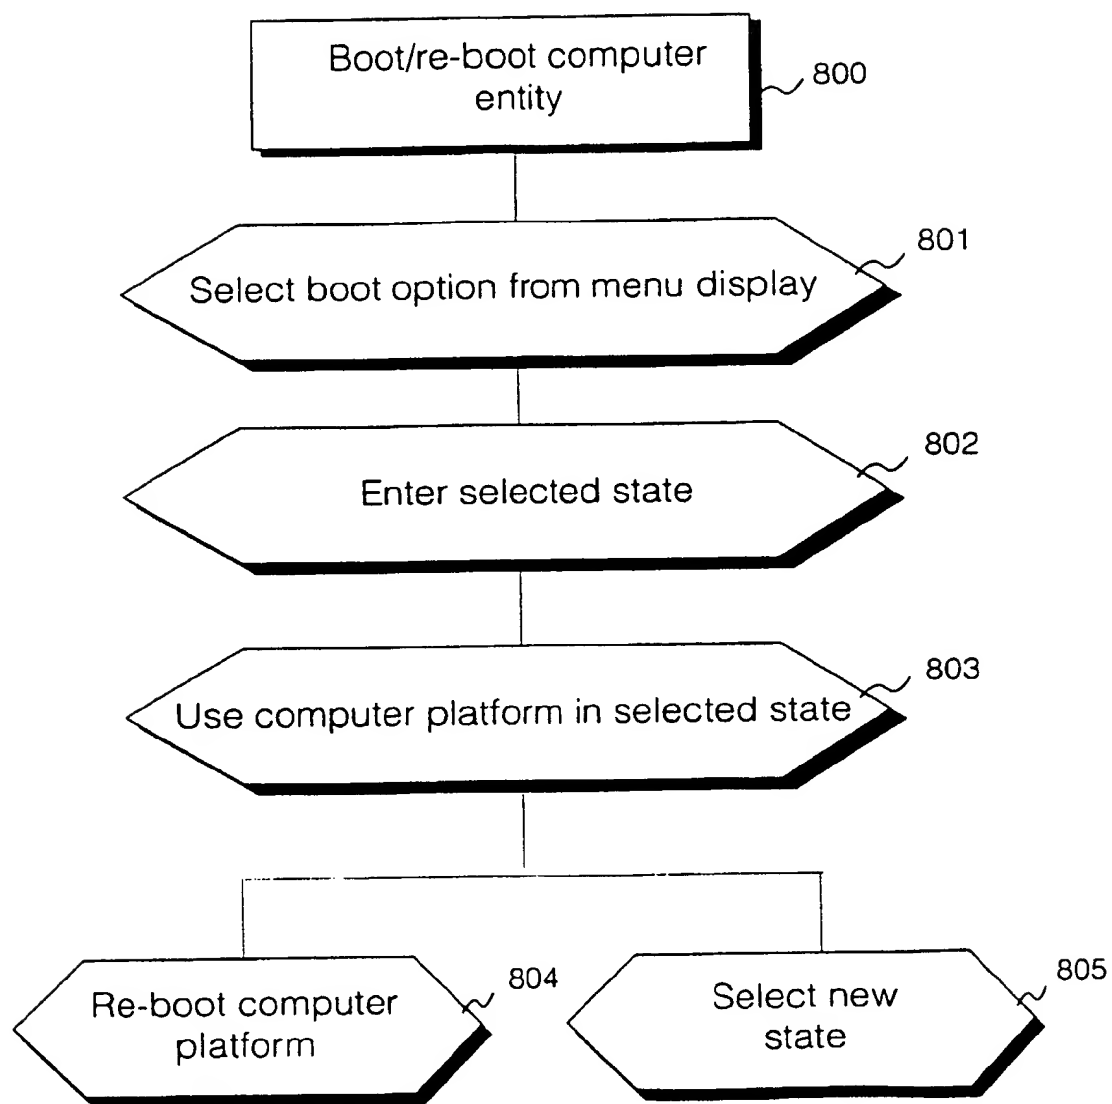 Boot/re-boot computer
entity
800
801
Select boot option from menu display
802
Enter selected state
803
Use computer platform in selected state
804
Re-boot computer
platform
805
Select new
state